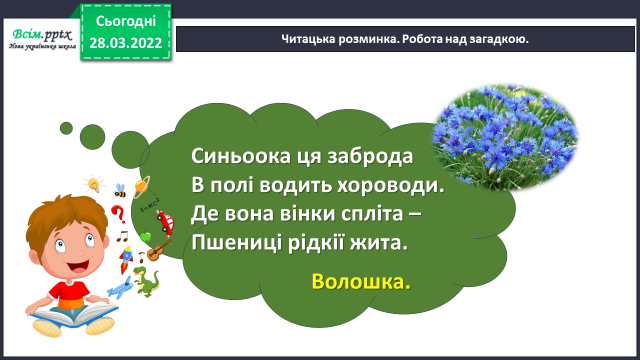 Всім.pptx
Нова українська школа
Сьогодні
28.03.2022
Читацька розминка. Робота над загадкою.
Синьоока ця заброда
В полі водить хороводи.
Де вона вінки спліта –
Пшениці рідкії жита.
Волошка.
E=MC²